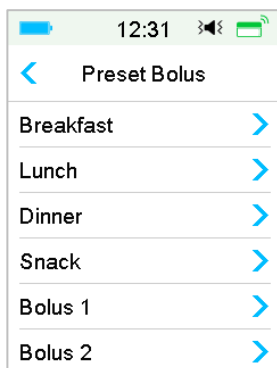 12:31
Preset Bolus
Breakfast
Lunch
Dinner
Snack
Bolus 1
Bolus 2